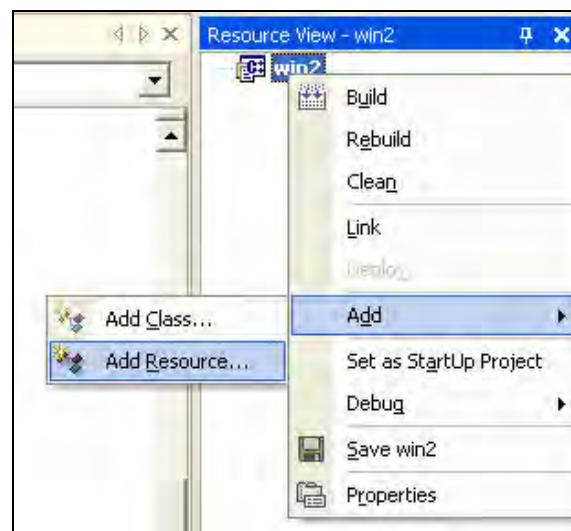 Resource View - win2
win2
Build
Rebuild
Clean
Link
Deploy
Add
Add Class...
Add Resource...
Set as StartUp Project
Debug
Save win2
Properties